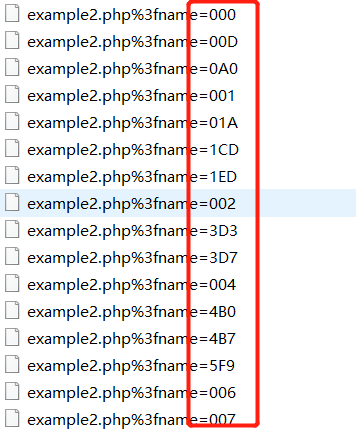 example2.php%3fname=000
example2.php%3fname=00D
example2.php%3fname=0A0
example2.php%3fname=001
example2.php%3fname=01A
example2.php%3fname=1CD
example2.php%3fname=1ED
example2.php%3fname=002
example2.php%3fname=3D3
example2.php%3fname=3D7
example2.php%3fname=004
example2.php%3fname=4B0
example2.php%3fname=4B7
example2.php%3fname=5F9
example2.php%3fname=006
example2.php%3fname=007